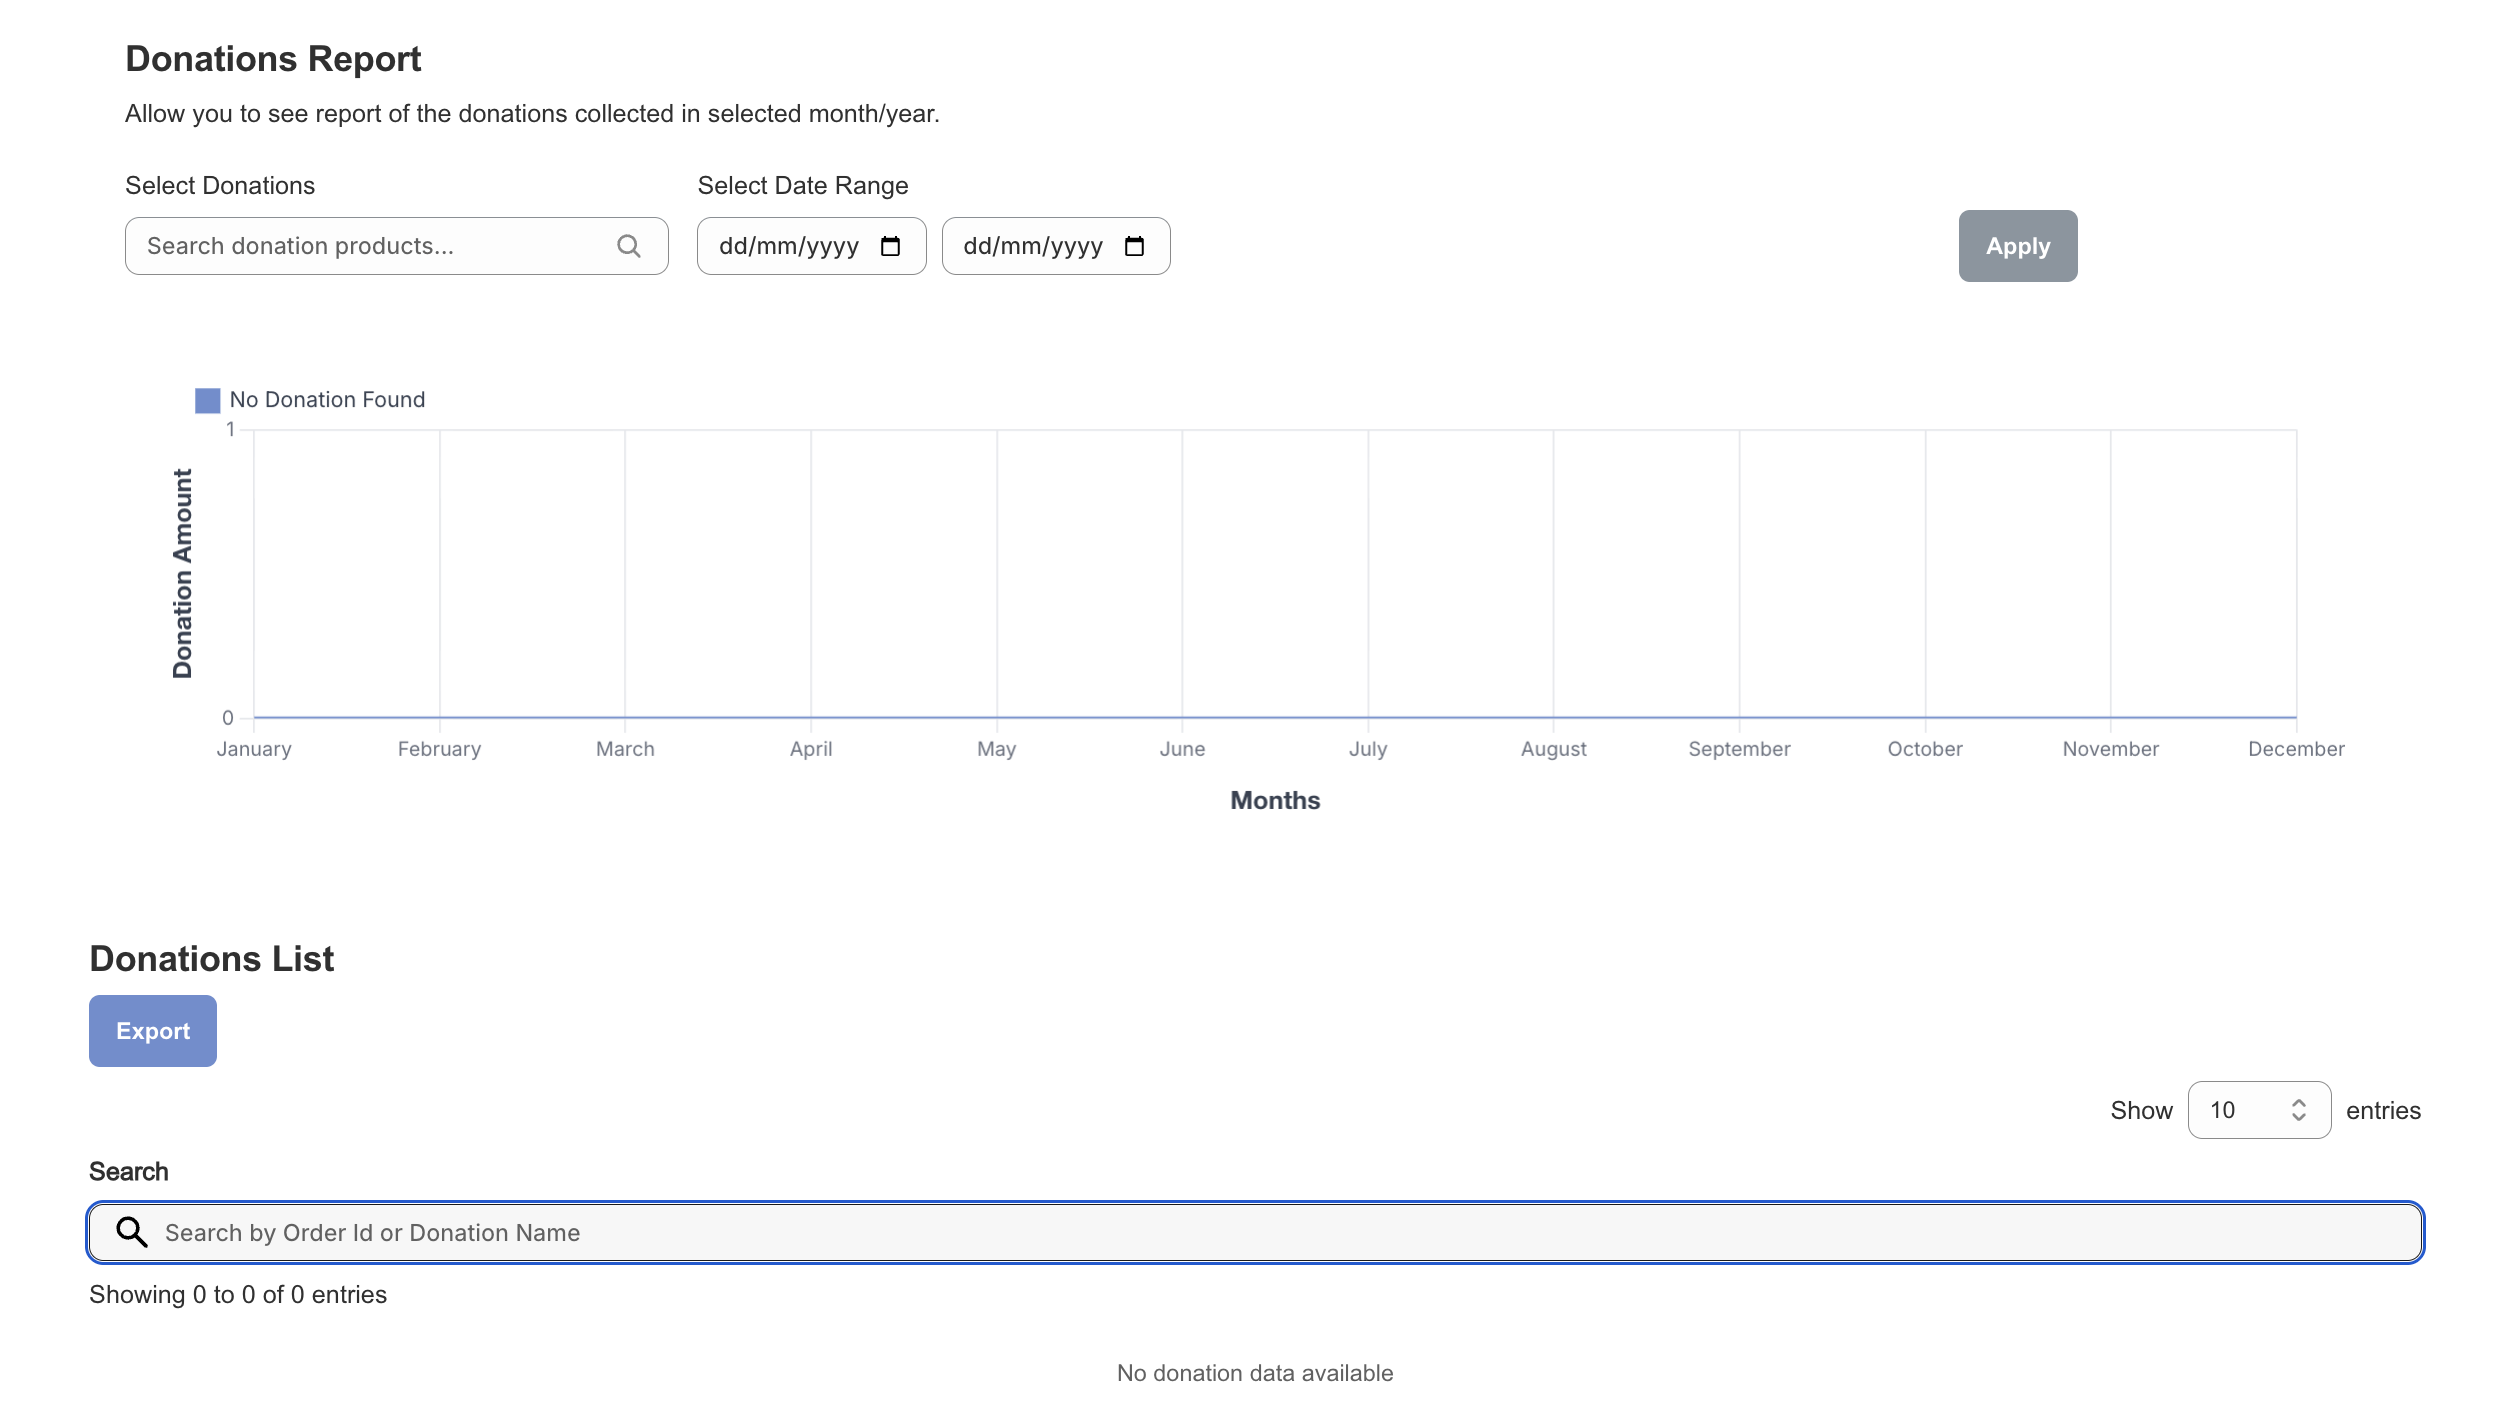 Donations Report
Allow you to see report of the donations collected in selected month/year.
Select Donations Select Date Range
Search donation products... dd/mm/yyyy dd/mm/yyyy Apply
No Donation Found
1
Donation Amount
0
January February March April May June July August September October November December
Months
Donations List
Export
Show 10 entries
Search
Search by Order Id or Donation Name
Showing 0 to 0 of 0 entries
No donation data available